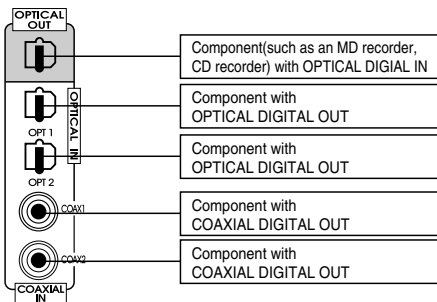 OPTICAL
OUT
Component(such as an MD recorder,
CD recorder) with OPTICAL DIGIAL IN
OPT 1
Component with
OPTICAL DIGITAL OUT
OPTICAL IN
OPT 2
Component with
OPTICAL DIGITAL OUT
COAX1
Component with
COAXIAL DIGITAL OUT
COAX2
Component with
COAXIAL DIGITAL OUT
COAXIAL
IN